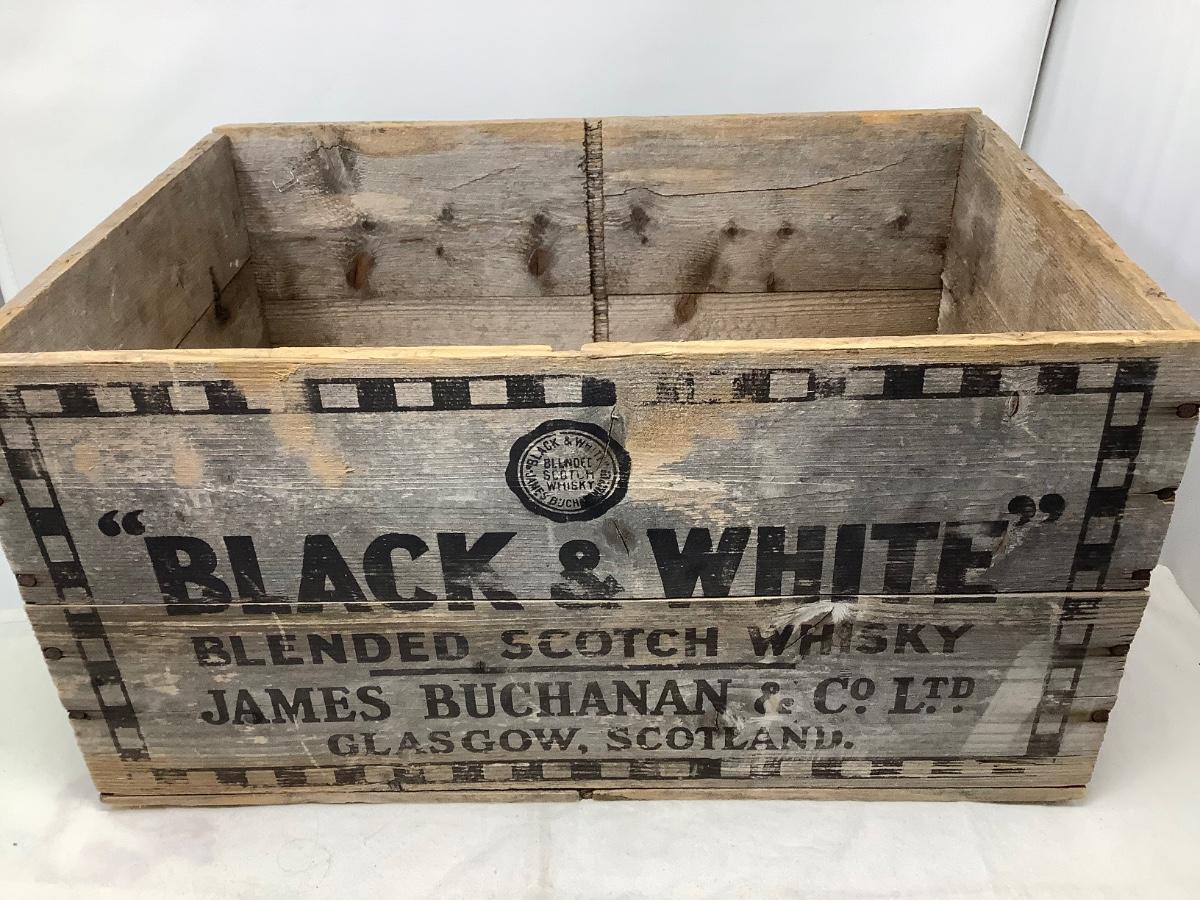 BLACK & WHITE
BLENDED
SCOTCH
WHISKY
JAMES BUCHANAN
“BLACK & WHITE”
BLENDED SCOTCH WHISKY
JAMES BUCHANAN & Co. LTD
GLASGOW, SCOTLAND.